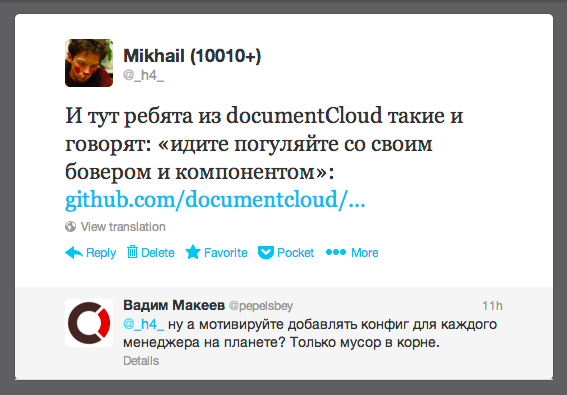 Mikhail (10010+)
@_h4_
И тут ребята из documentCloud такие и
говорят: «идите погуляйте со своим
бовером и компонентом»:
github.com/documentcloud/...
View translation
Reply Delete Favorite Pocket More
Вадим Макеев @pepelsbey 11h
@_h4_ ну а мотивируйте добавлять конфиг для каждого
менеджера на планете? Только мусор в корне.
Details